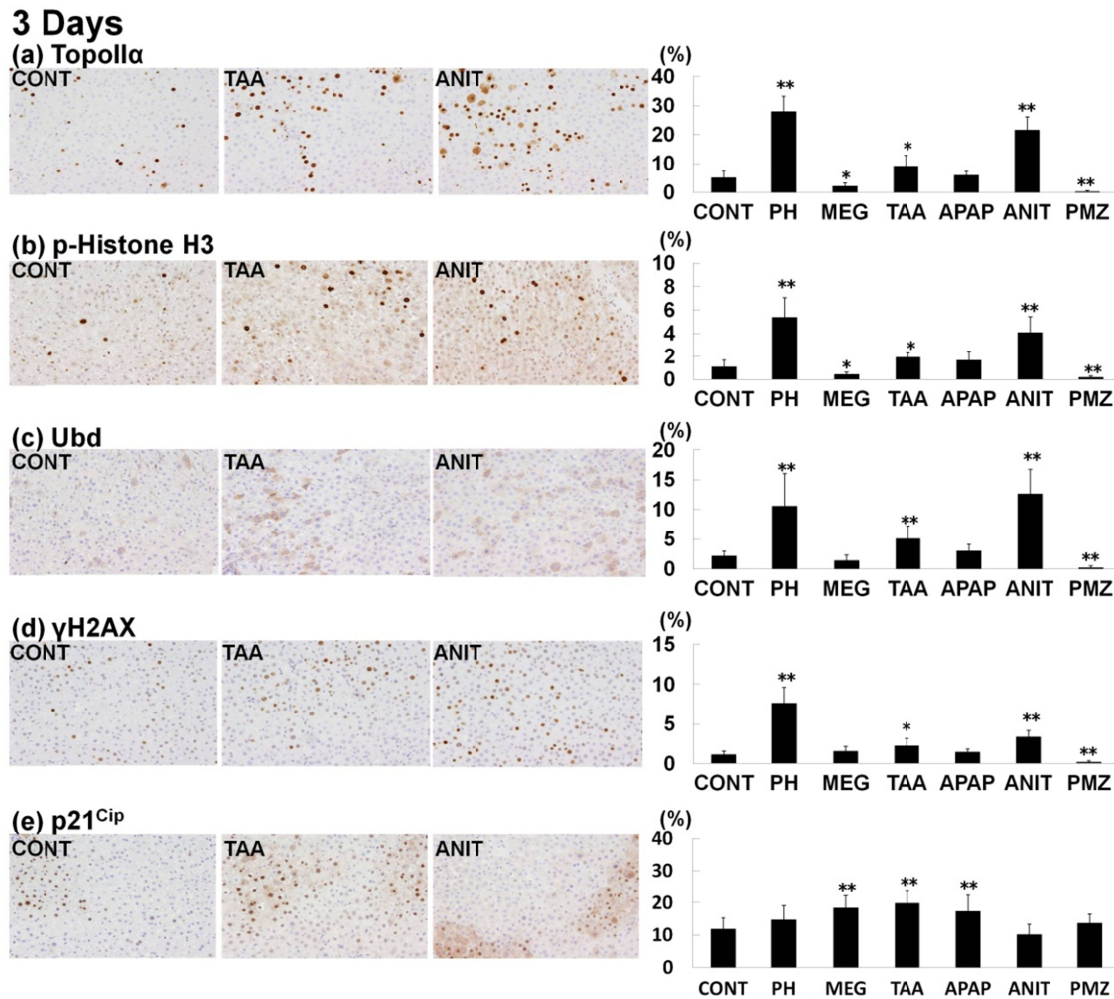 3 Days
(a) TopoIIα
CONT TAA ANIT
(%)
40
30
20
10
0
** * * ** **
CONT PH MEG TAA APAP ANIT PMZ
(b) p-Histone H3
CONT TAA ANIT
(%)
10
8
6
4
2
0
** * * ** **
CONT PH MEG TAA APAP ANIT PMZ
(c) Ubd
CONT TAA ANIT
(%)
20
15
10
5
0
** ** ** **
CONT PH MEG TAA APAP ANIT PMZ
(d) γH2AX
CONT TAA ANIT
(%)
15
10
5
0
** * ** **
CONT PH MEG TAA APAP ANIT PMZ
(e) p21Cip
CONT TAA ANIT
(%)
40
30
20
10
0
** ** **
CONT PH MEG TAA APAP ANIT PMZ